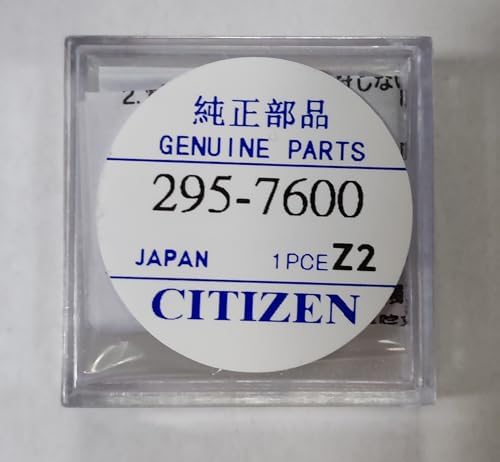 純正部品
GENUINE PARTS
295-7600
JAPAN 1PCE Z2
CITIZEN